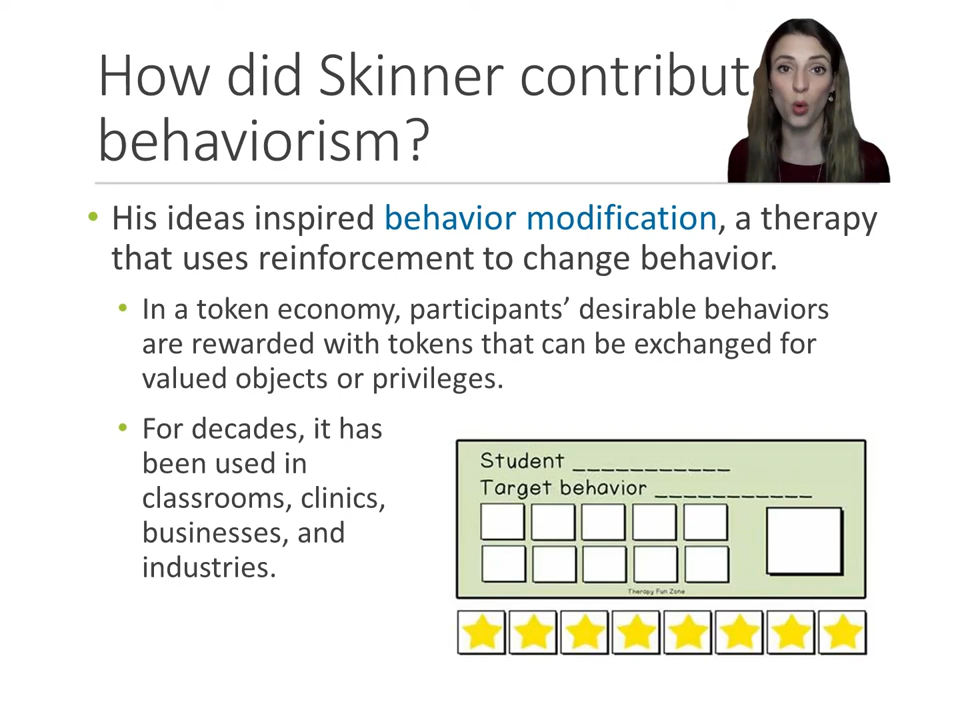 How did Skinner contribut
behaviorism?
• His ideas inspired behavior modification, a therapy
that uses reinforcement to change behavior.
• In a token economy, participants’ desirable behaviors
are rewarded with tokens that can be exchanged for
valued objects or privileges.
• For decades, it has
been used in
classrooms, clinics,
businesses, and
industries.
Student ___________
Target behavior ___________
Therapy Fun Zone